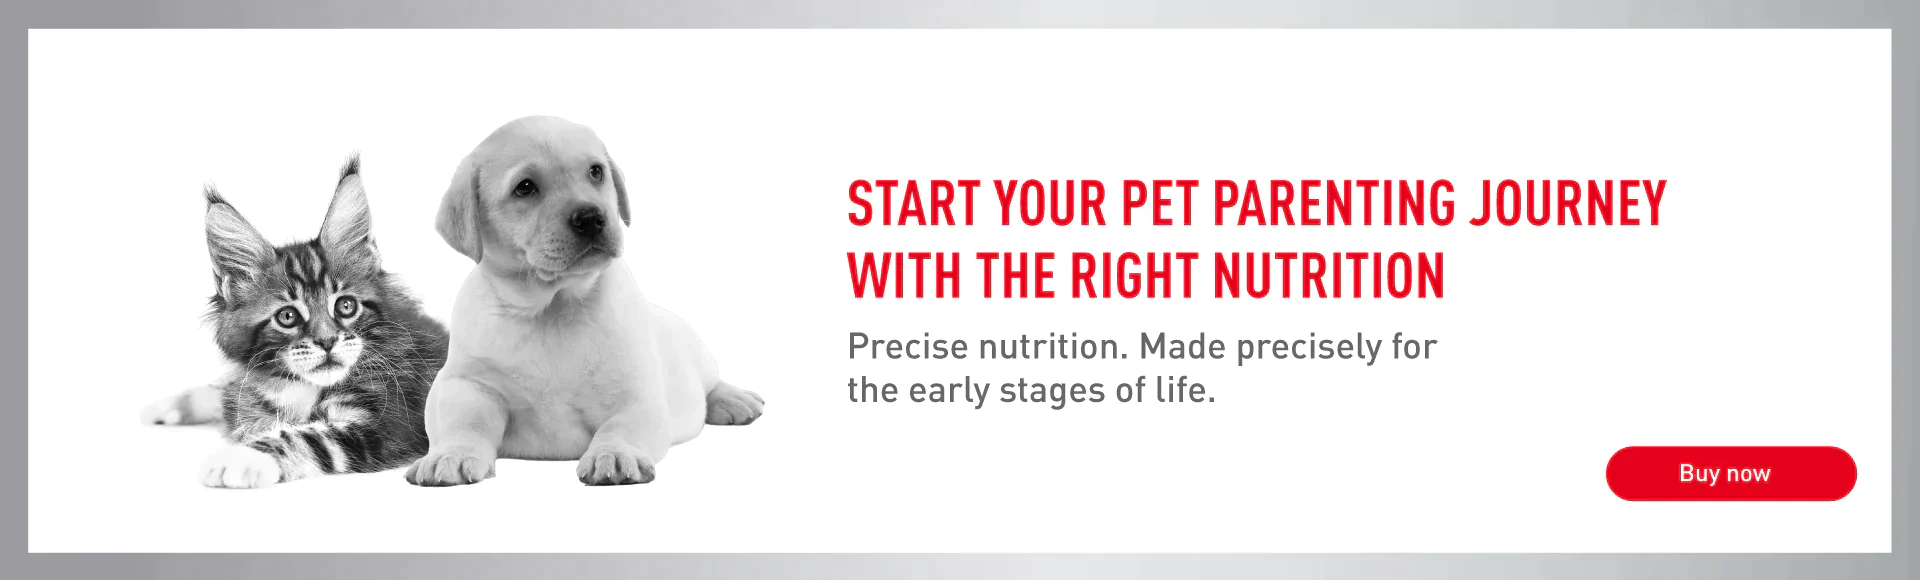 START YOUR PET PARENTING JOURNEY
WITH THE RIGHT NUTRITION
Precise nutrition. Made precisely for
the early stages of life.
Buy now